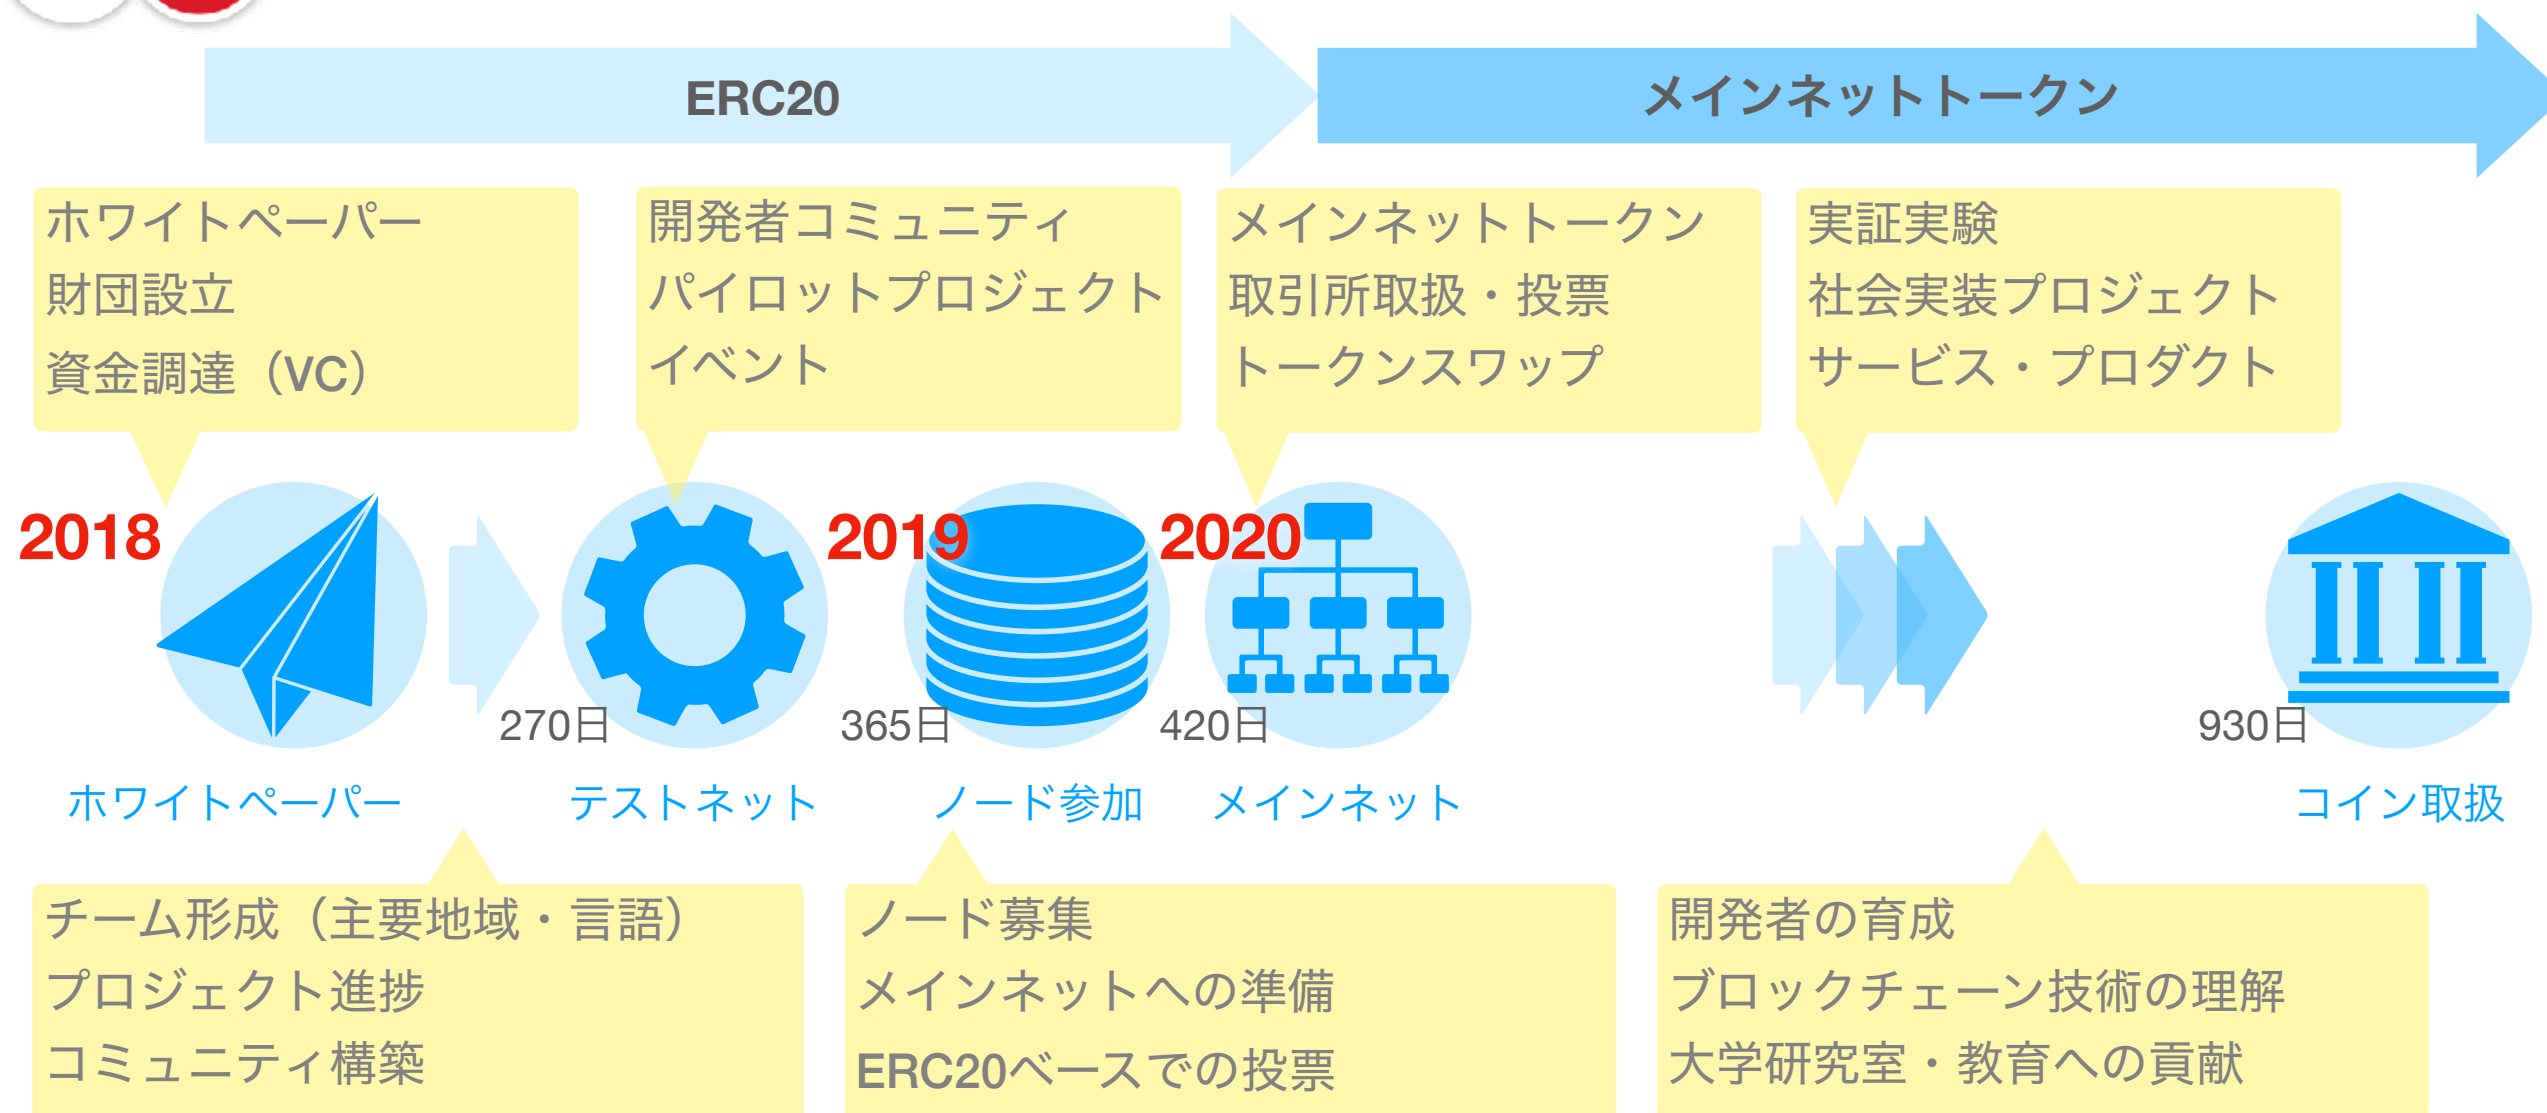 ERC20
メインネットトークン
ホワイトペーパー
財団設立
資金調達（VC）
開発者コミュニティ
パイロットプロジェクト
イベント
メインネットトークン
取引所取扱・投票
トークンスワップ
実証実験
社会実装プロジェクト
サービス・プロダクト
2018
2019
2020
270日
365日
420日
930日
ホワイトペーパー
テストネット
ノード参加
メインネット
コイン取扱
チーム形成（主要地域・言語）
プロジェクト進捗
コミュニティ構築
ノード募集
メインネットへの準備
ERC20ベースでの投票
開発者の育成
ブロックチェーン技術の理解
大学研究室・教育への貢献